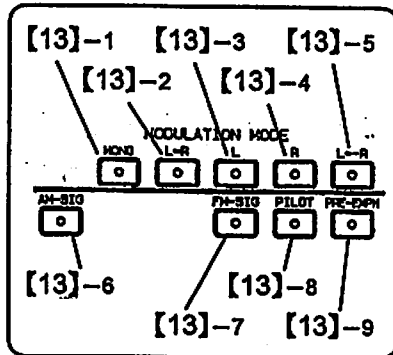 [13]-1 [13]-3 [13]-5
[13]-2 [13]-4
MODULATION MODE
MONO L=R L R L=-R
AM-SIG FM-SIG PILOT PRE-EMPH
[13]-6 [13]-8
[13]-7 [13]-9